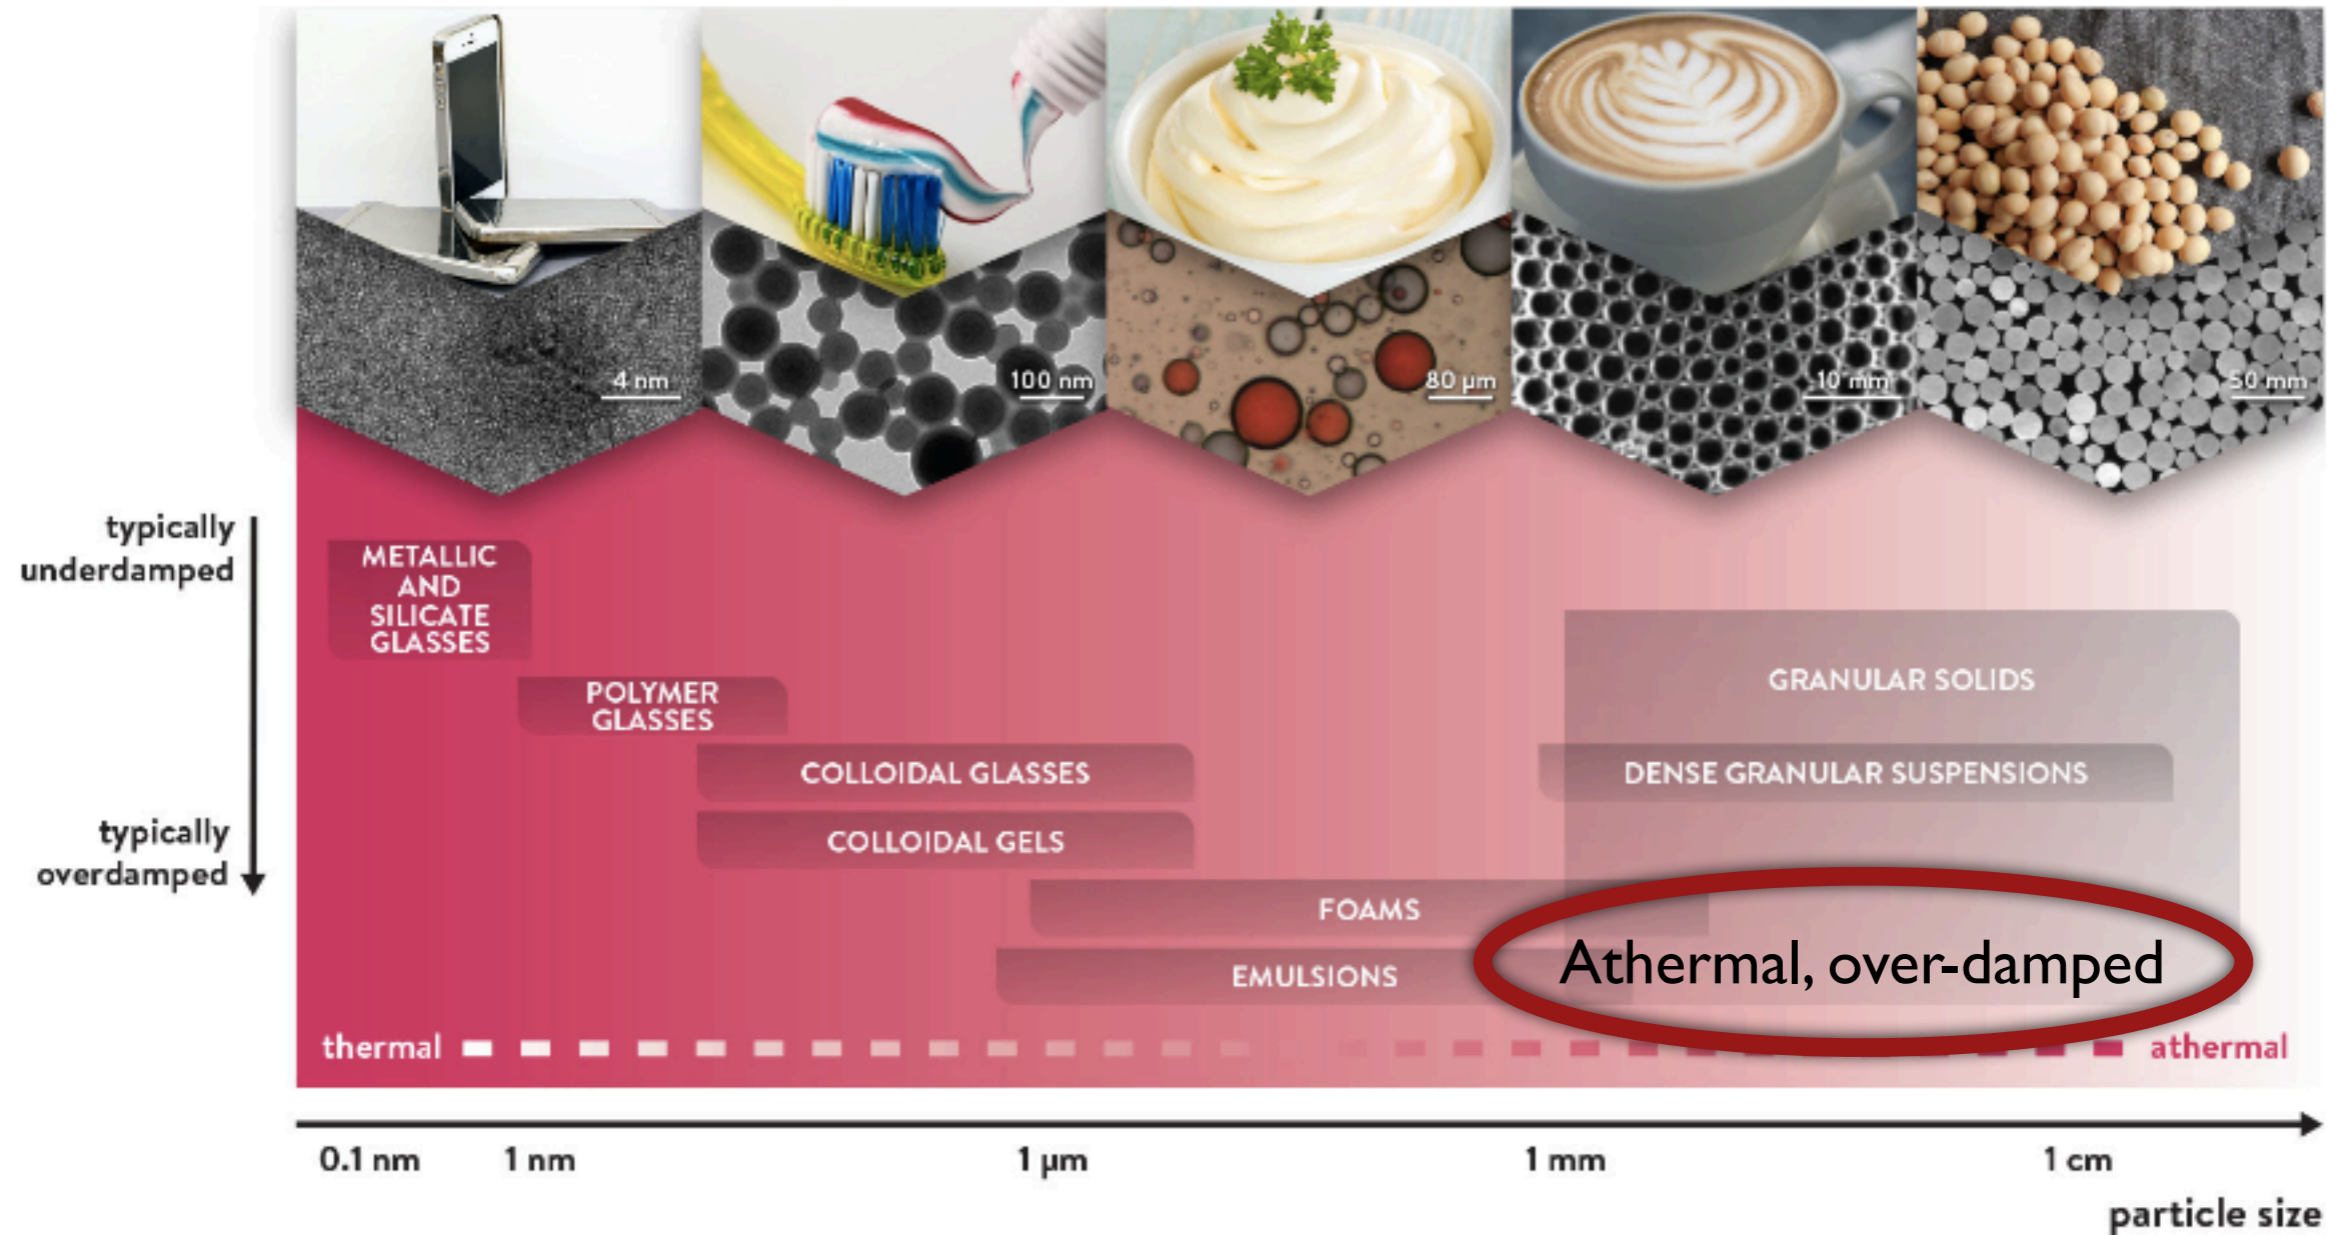 4 nm
100 nm
80 µm
10 mm
50 mm
typically
underdamped
METALLIC
AND
SILICATE
GLASSES
POLYMER
GLASSES
GRANULAR SOLIDS
COLLOIDAL GLASSES
DENSE GRANULAR SUSPENSIONS
typically
overdamped
COLLOIDAL GELS
FOAMS
Athermal, over-damped
EMULSIONS
thermal
athermal
0.1 nm
1 nm
1 µm
1 mm
1 cm
particle size